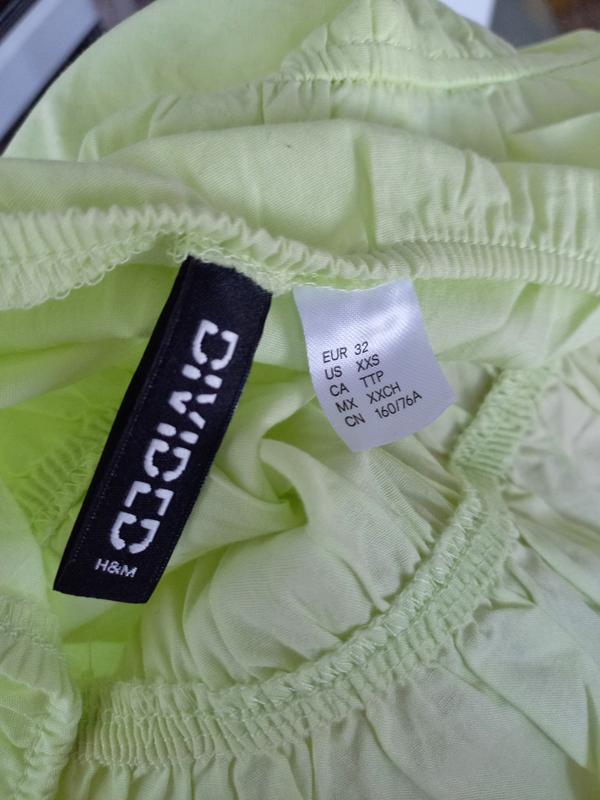 DIVIDED
H&M
EUR 32
US XXS
CA TTP
MX XXCH
CN 160/76A